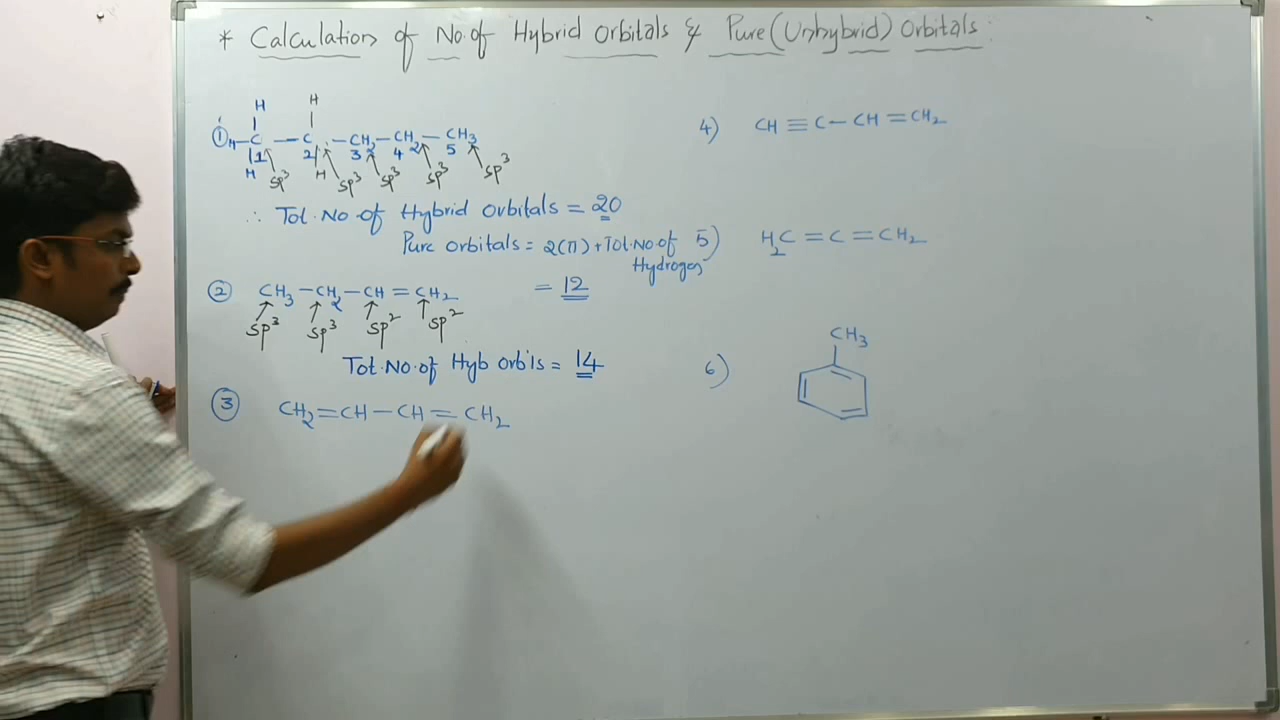 * Calculation of No. of Hybrid Orbitals & Pure (Unhybrid) Orbitals:
H H
① H-C - C - CH2 - CH2 - CH3
1 2 3 4 5
H H
sp3 sp3 sp3 sp3 sp3
∴ Tot. No. of Hybrid Orbitals = 20
Pure orbitals = 2(π) + Tot. No. of Hydrogen
= 12
② CH3 - CH2 - CH = CH2
sp3 sp3 sp2 sp2
Tot. No. of Hyb Orbls = 14
③ CH2 = CH - CH = CH2
4) CH ≡ C - CH = CH2
5) H2C = C = CH2
6) CH3